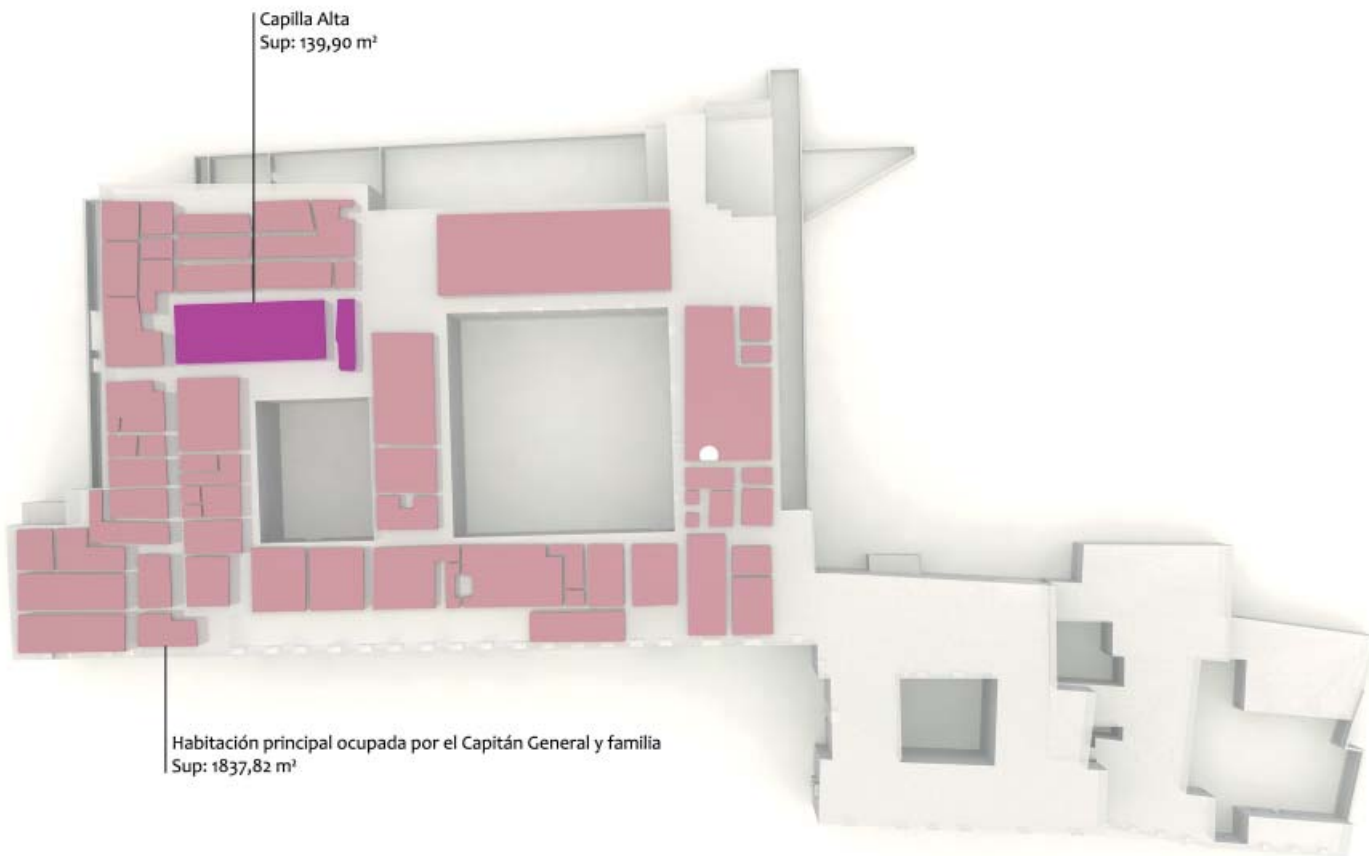 Capilla Alta
Sup: 139,90 m²
Habitación principal ocupada por el Capitán General y familia
Sup: 1837,82 m²